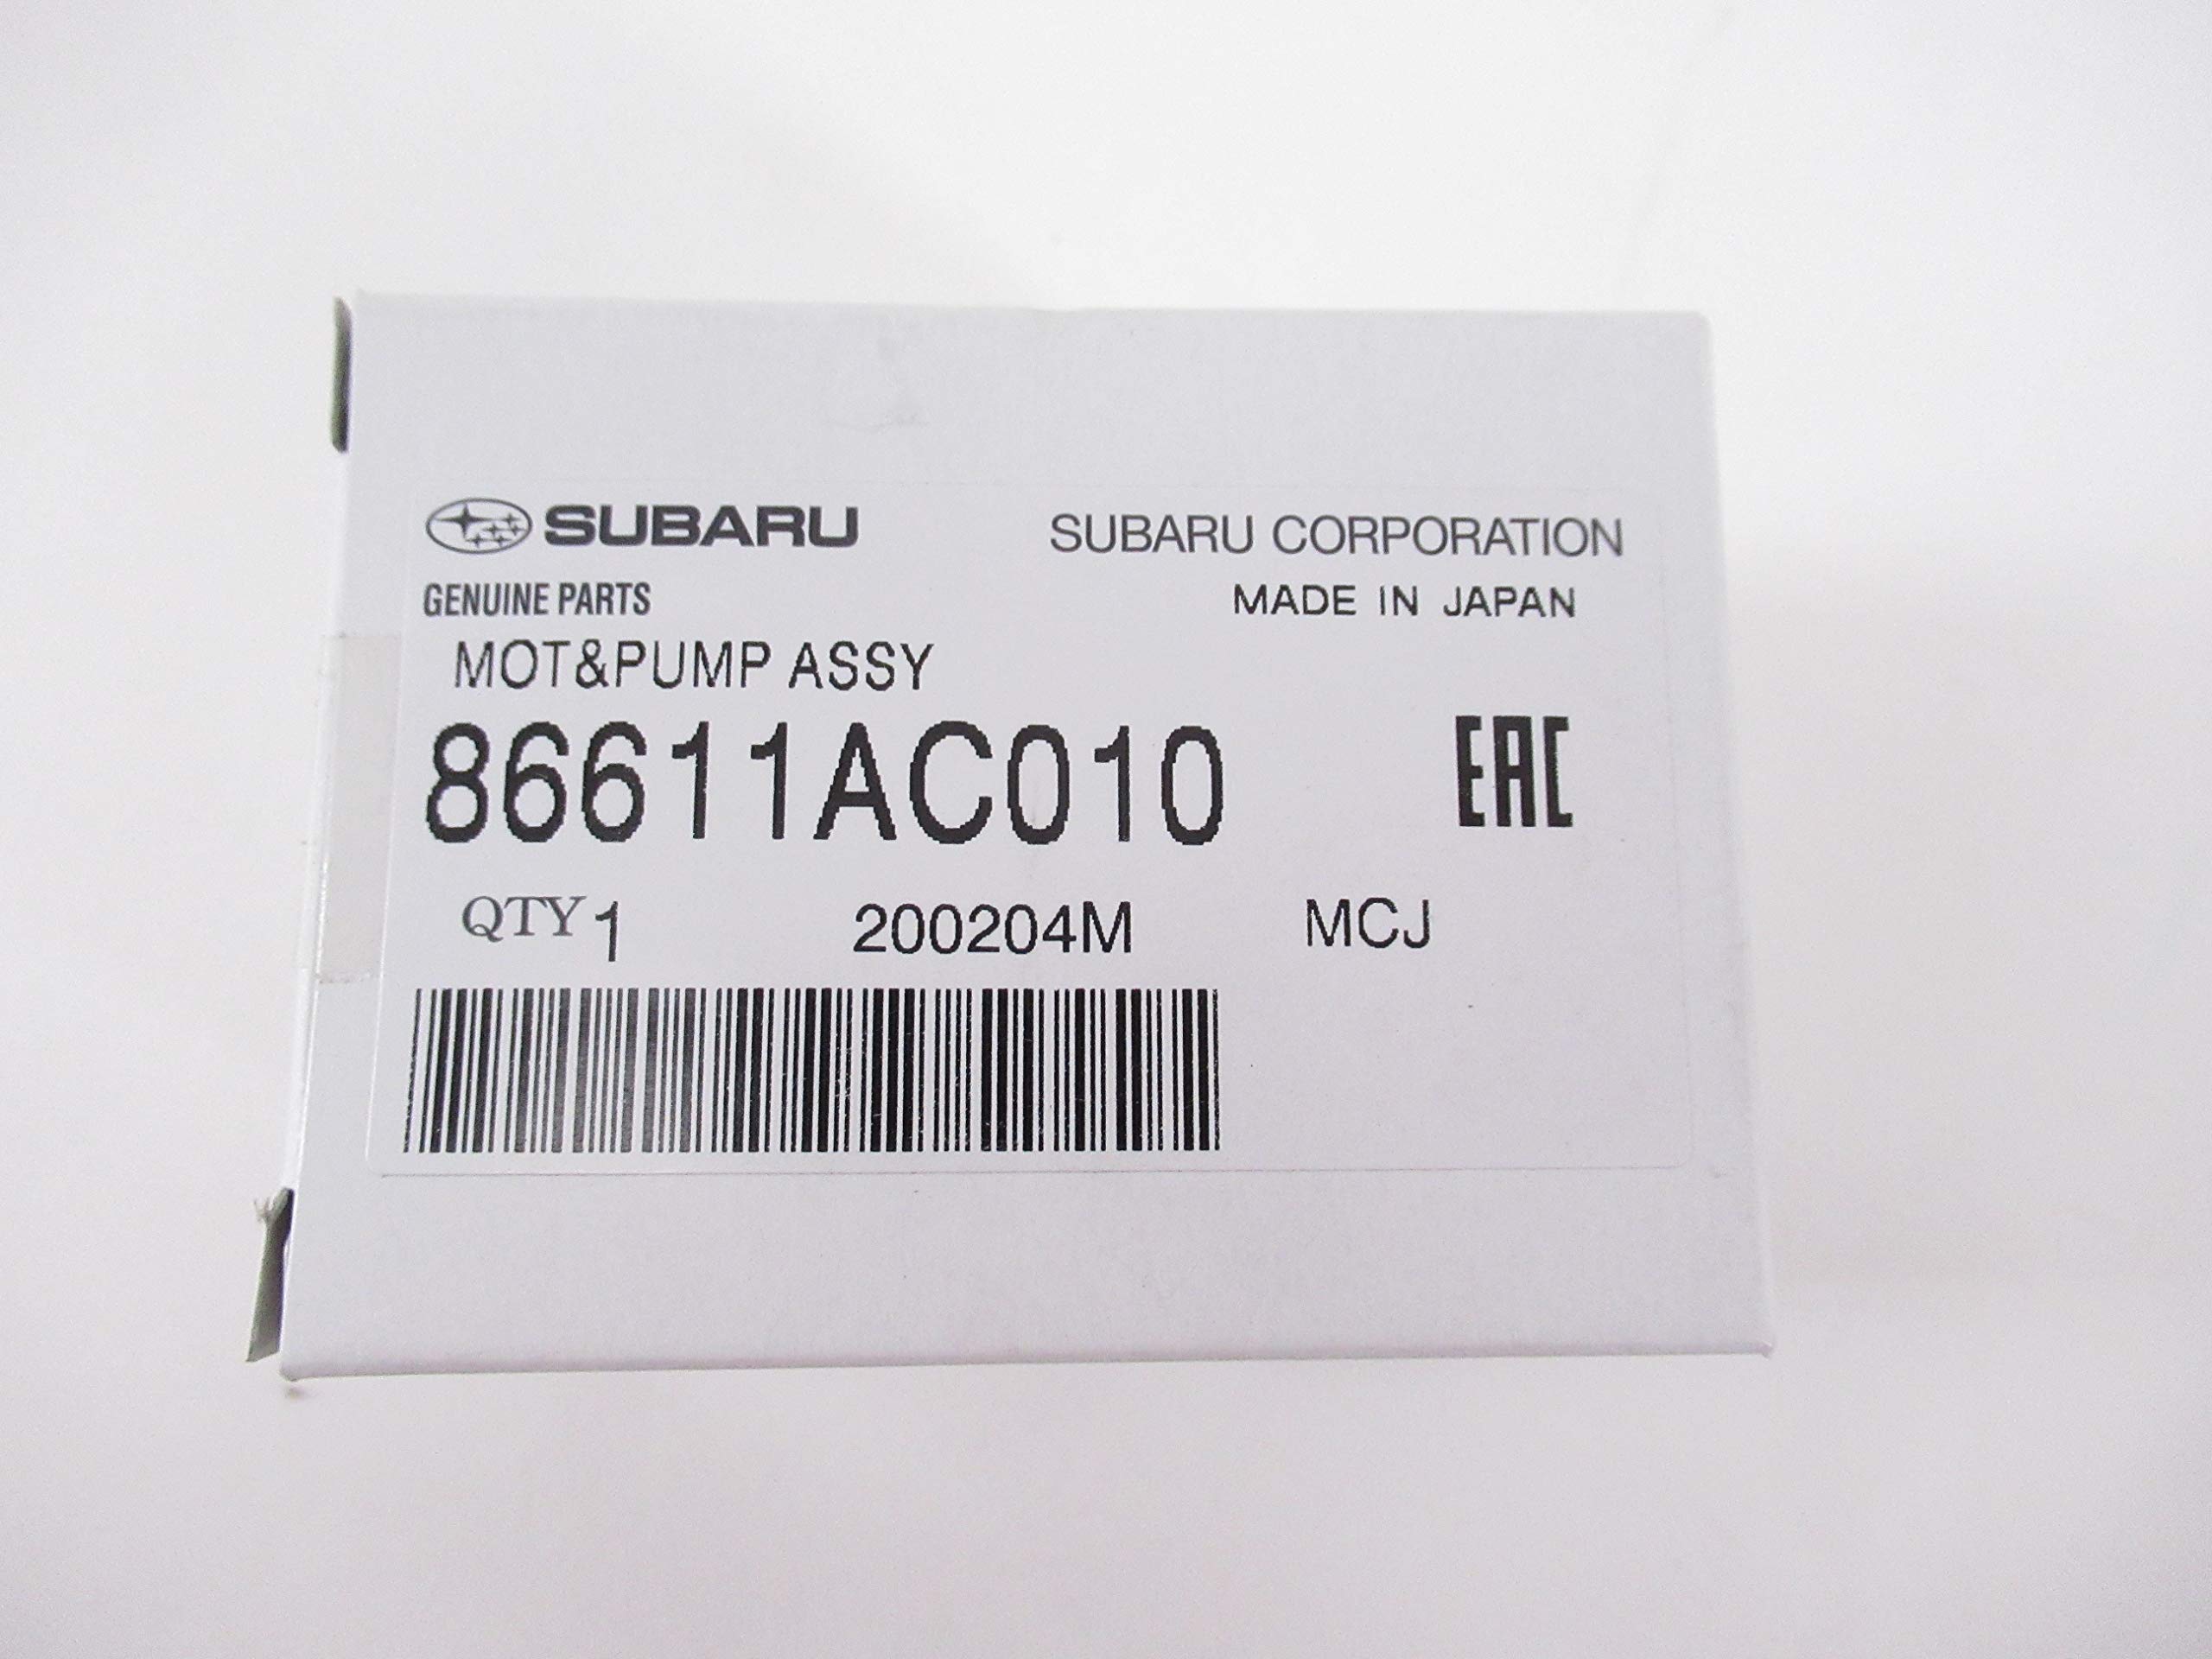 SUBARU SUBARU CORPORATION
GENUINE PARTS MADE IN JAPAN
MOT&PUMP ASSY
86611AC010 EAC
QTY 1 200204M MCJ